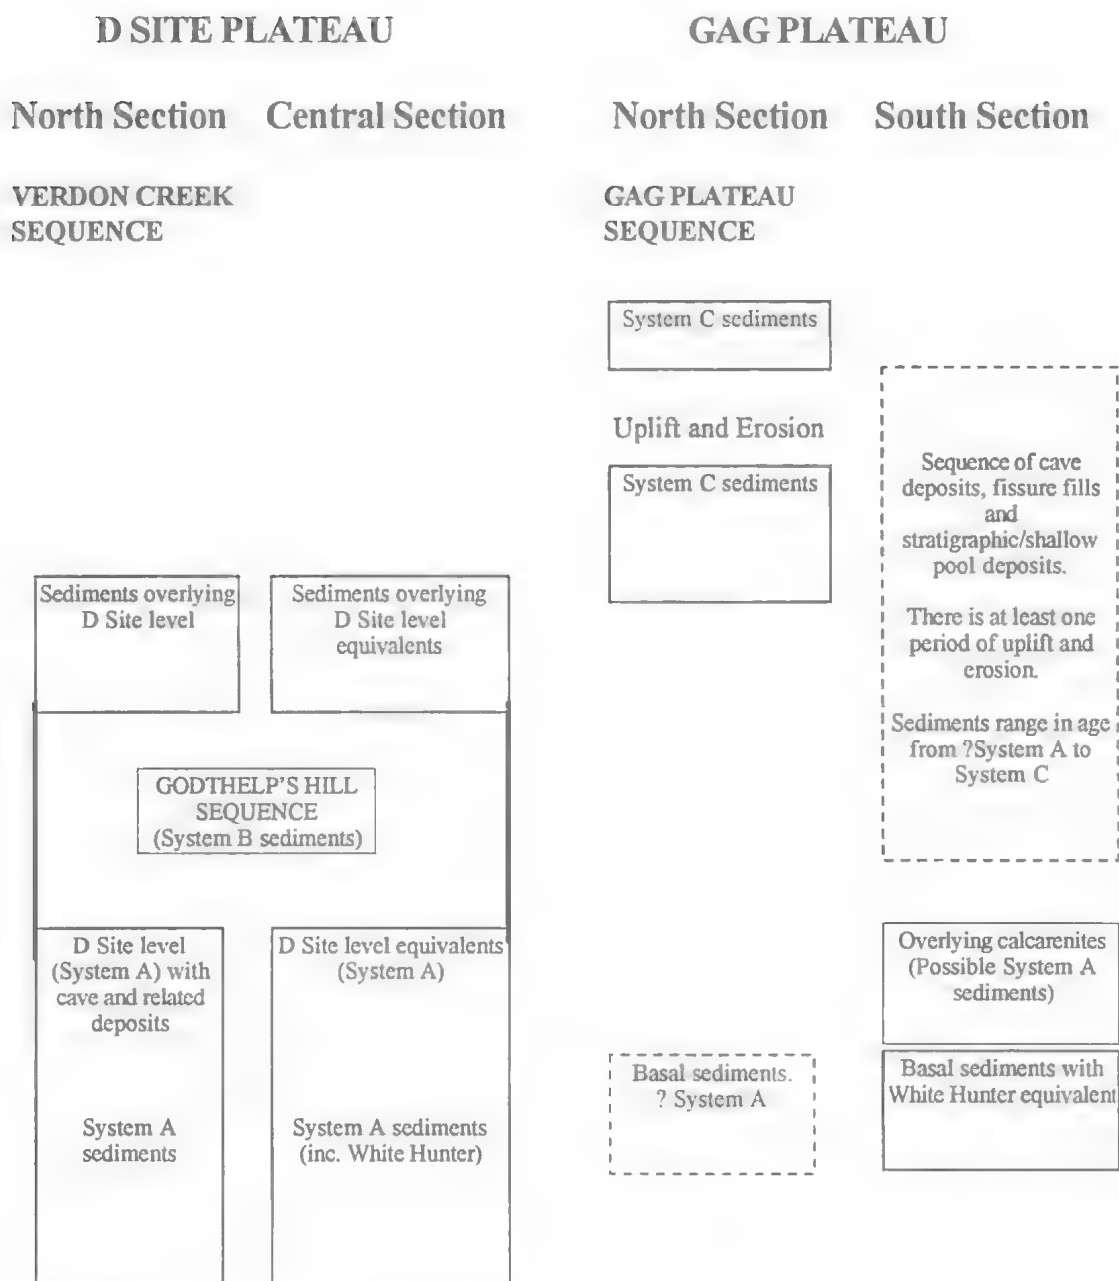 D SITE PLATEAU
North Section
Central Section
VERDON CREEK
SEQUENCE
Sediments overlying
D Site level
Sediments overlying
D Site level
equivalents
GODTHELP'S HILL
SEQUENCE
(System B sediments)
D Site level
(System A) with
cave and related
deposits
System A
sediments
D Site level equivalents
(System A)
System A sediments
(inc. White Hunter)
GAG PLATEAU
North Section
South Section
GAG PLATEAU
SEQUENCE
System C sediments
Uplift and Erosion
System C sediments
Basal sediments.
? System A
Sequence of cave
deposits, fissure fills
and
stratigraphic/shallow
pool deposits.
There is at least one
period of uplift and
erosion.
Sediments range in age
from ?System A to
System C
Overlying calcarenites
(Possible System A
sediments)
Basal sediments with
White Hunter equivalent